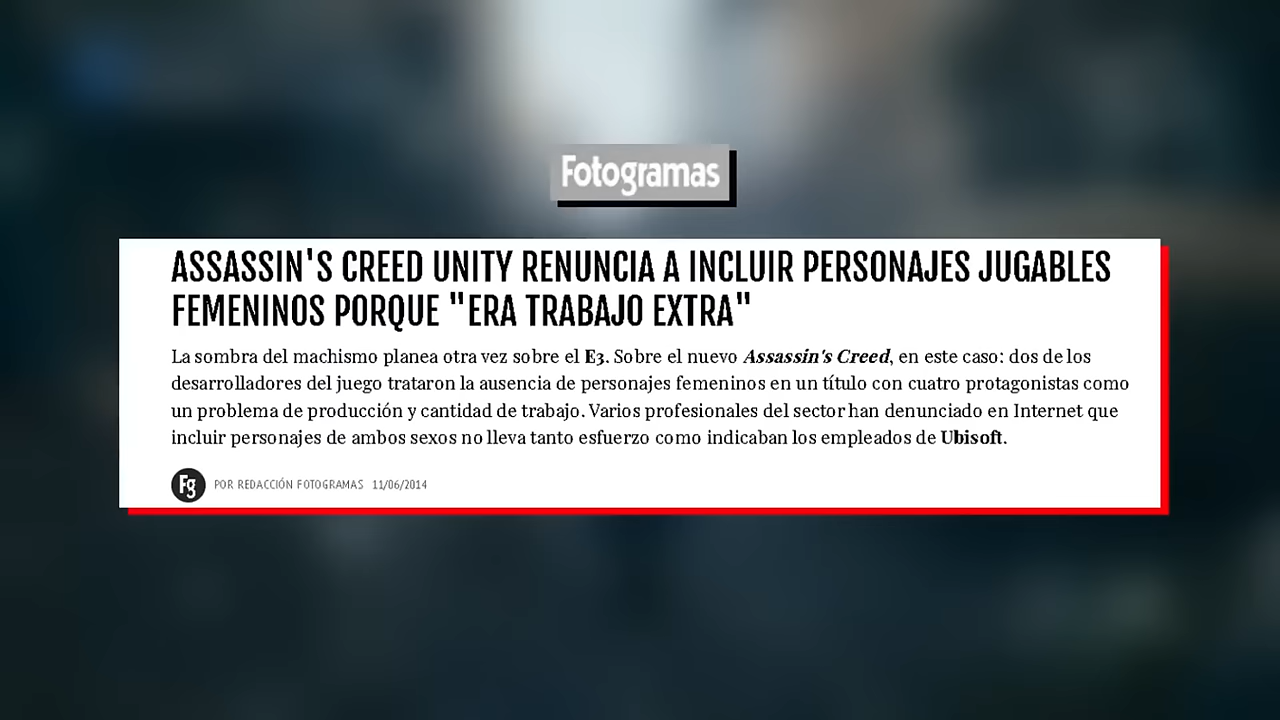 Fotogramas
ASSASSIN'S CREED UNITY RENUNCIA A INCLUIR PERSONAJES JUGABLES
FEMENINOS PORQUE "ERA TRABAJO EXTRA"
La sombra del machismo planea otra vez sobre el E3. Sobre el nuevo Assassin's Creed, en este caso: dos de los
desarrolladores del juego trataron la ausencia de personajes femeninos en un título con cuatro protagonistas como
un problema de producción y cantidad de trabajo. Varios profesionales del sector han denunciado en Internet que
incluir personajes de ambos sexos no lleva tanto esfuerzo como indicaban los empleados de Ubisoft.
Fg POR REDACCIÓN FOTOGRAMAS 11/06/2014